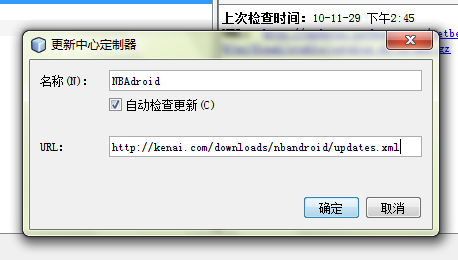 上次检查时间：10-11-29 下午2:45
更新中心定制器
名称(N):
NBAdroid
自动检查更新(C)
URL:
http://kenai.com/downloads/nbandroid/updates.xml
确定
取消